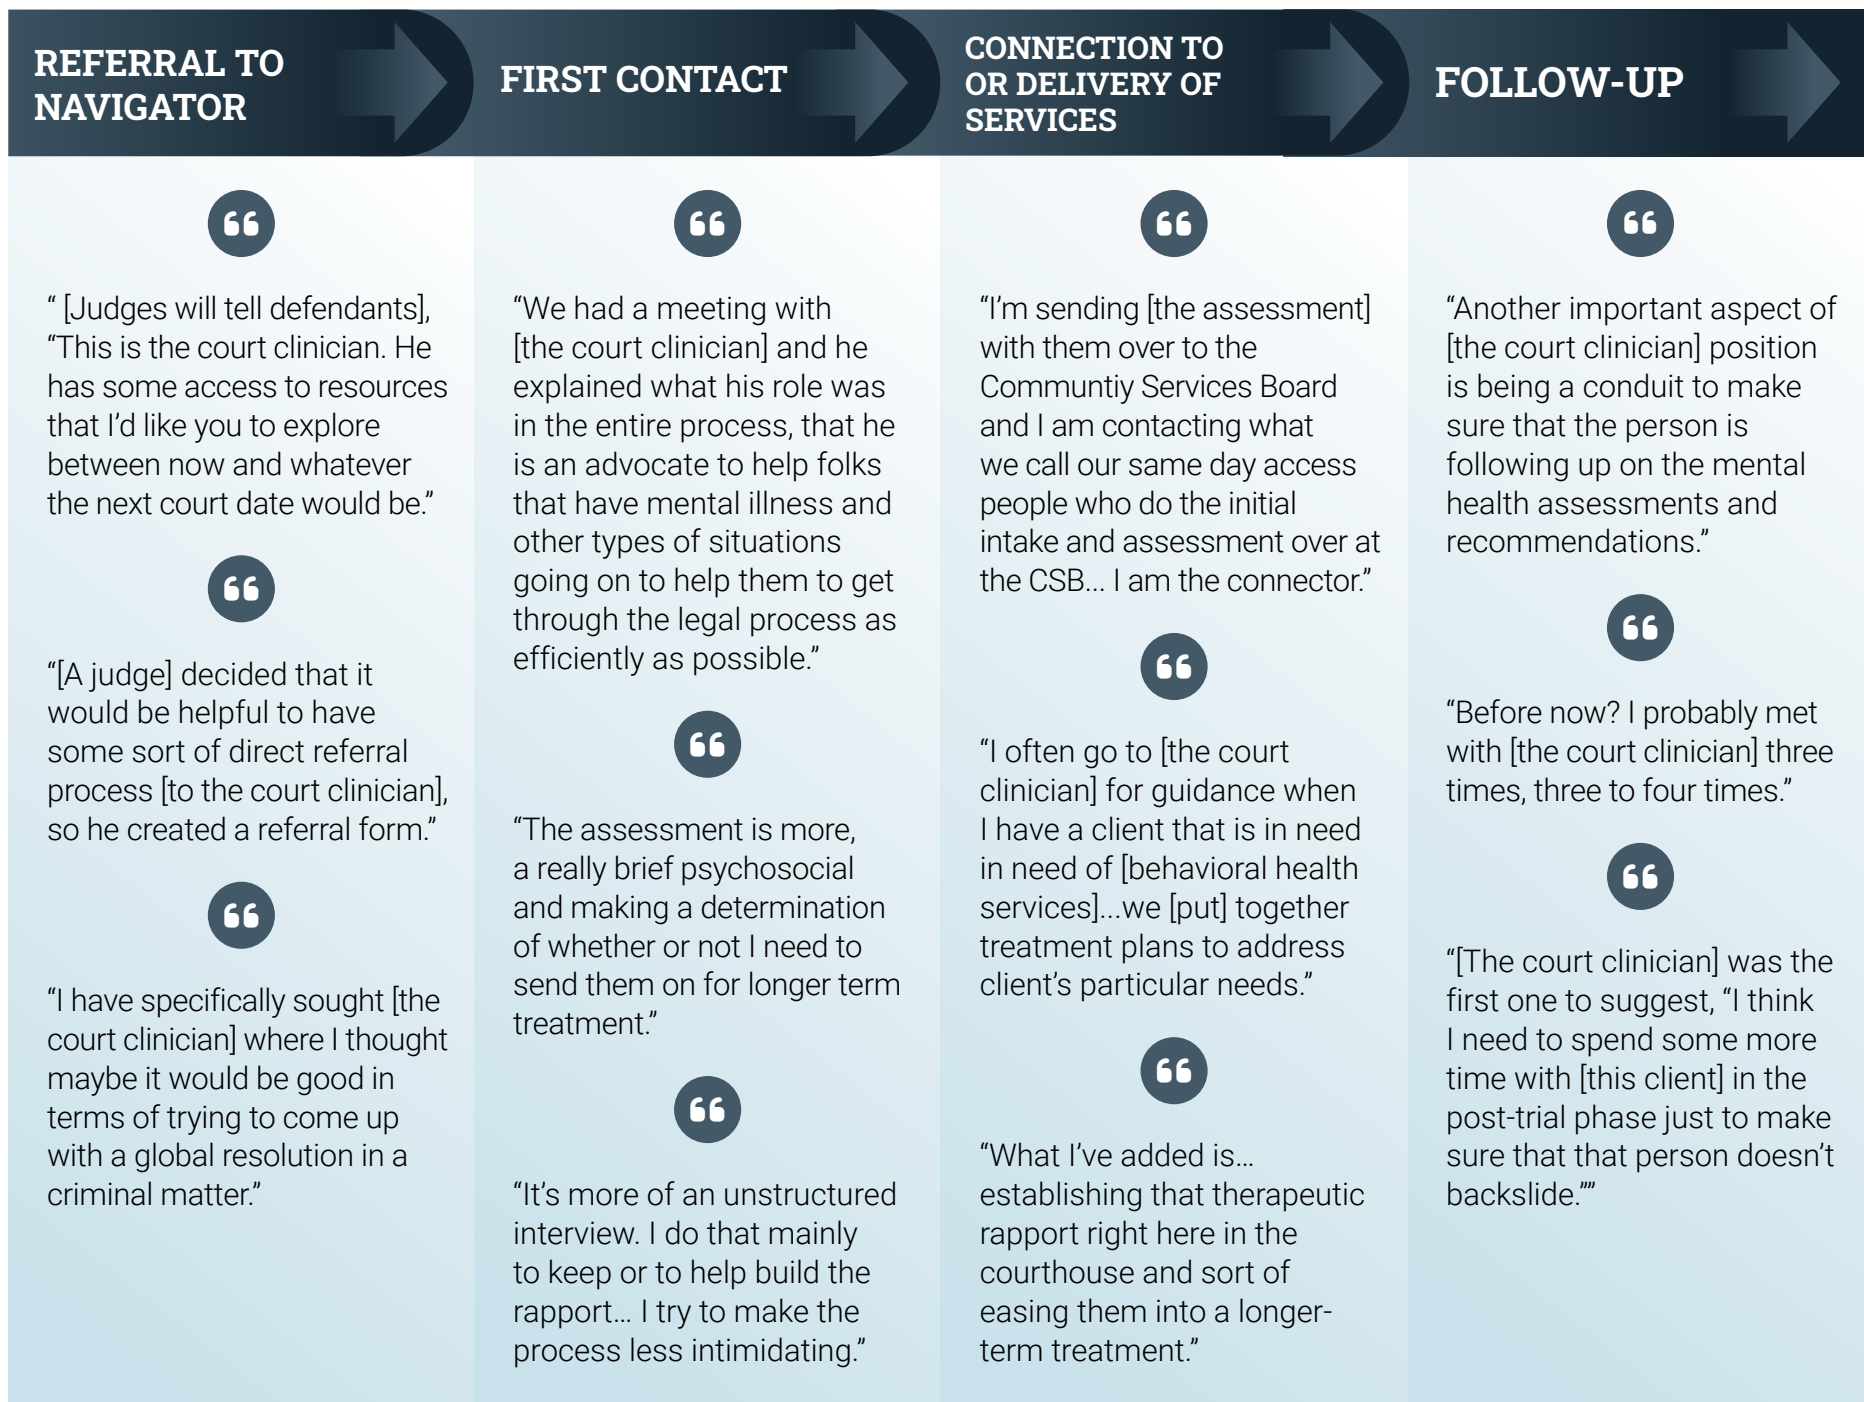 REFERRAL TO
NAVIGATOR
“ [Judges will tell defendants],
“This is the court clinician. He
has some access to resources
that I’d like you to explore
between now and whatever
the next court date would be.”
“[A judge] decided that it
would be helpful to have
some sort of direct referral
process [to the court clinician],
so he created a referral form.”
“I have specifically sought [the
court clinician] where I thought
maybe it would be good in
terms of trying to come up
with a global resolution in a
criminal matter.”
FIRST CONTACT
“We had a meeting with
[the court clinician] and he
explained what his role was
in the entire process, that he
is an advocate to help folks
that have mental illness and
other types of situations
going on to help them to get
through the legal process as
efficiently as possible.”
“The assessment is more,
a really brief psychosocial
and making a determination
of whether or not I need to
send them on for longer term
treatment.”
“It’s more of an unstructured
interview. I do that mainly
to keep or to help build the
rapport... I try to make the
process less intimidating.”
CONNECTION TO
OR DELIVERY OF
SERVICES
“I’m sending [the assessment]
with them over to the
Communtiy Services Board
and I am contacting what
we call our same day access
people who do the initial
intake and assessment over at
the CSB... I am the connector.”
“I often go to [the court
clinician] for guidance when
I have a client that is in need
in need of [behavioral health
services]...we [put] together
treatment plans to address
client’s particular needs.”
“What I’ve added is...
establishing that therapeutic
rapport right here in the
courthouse and sort of
easing them into a longer-
term treatment.”
FOLLOW-UP
“Another important aspect of
[the court clinician] position
is being a conduit to make
sure that the person is
following up on the mental
health assessments and
recommendations.”
“Before now? I probably met
with [the court clinician] three
times, three to four times.”
“[The court clinician] was the
first one to suggest, “I think
I need to spend some more
time with [this client] in the
post-trial phase just to make
sure that that person doesn’t
backslide.””